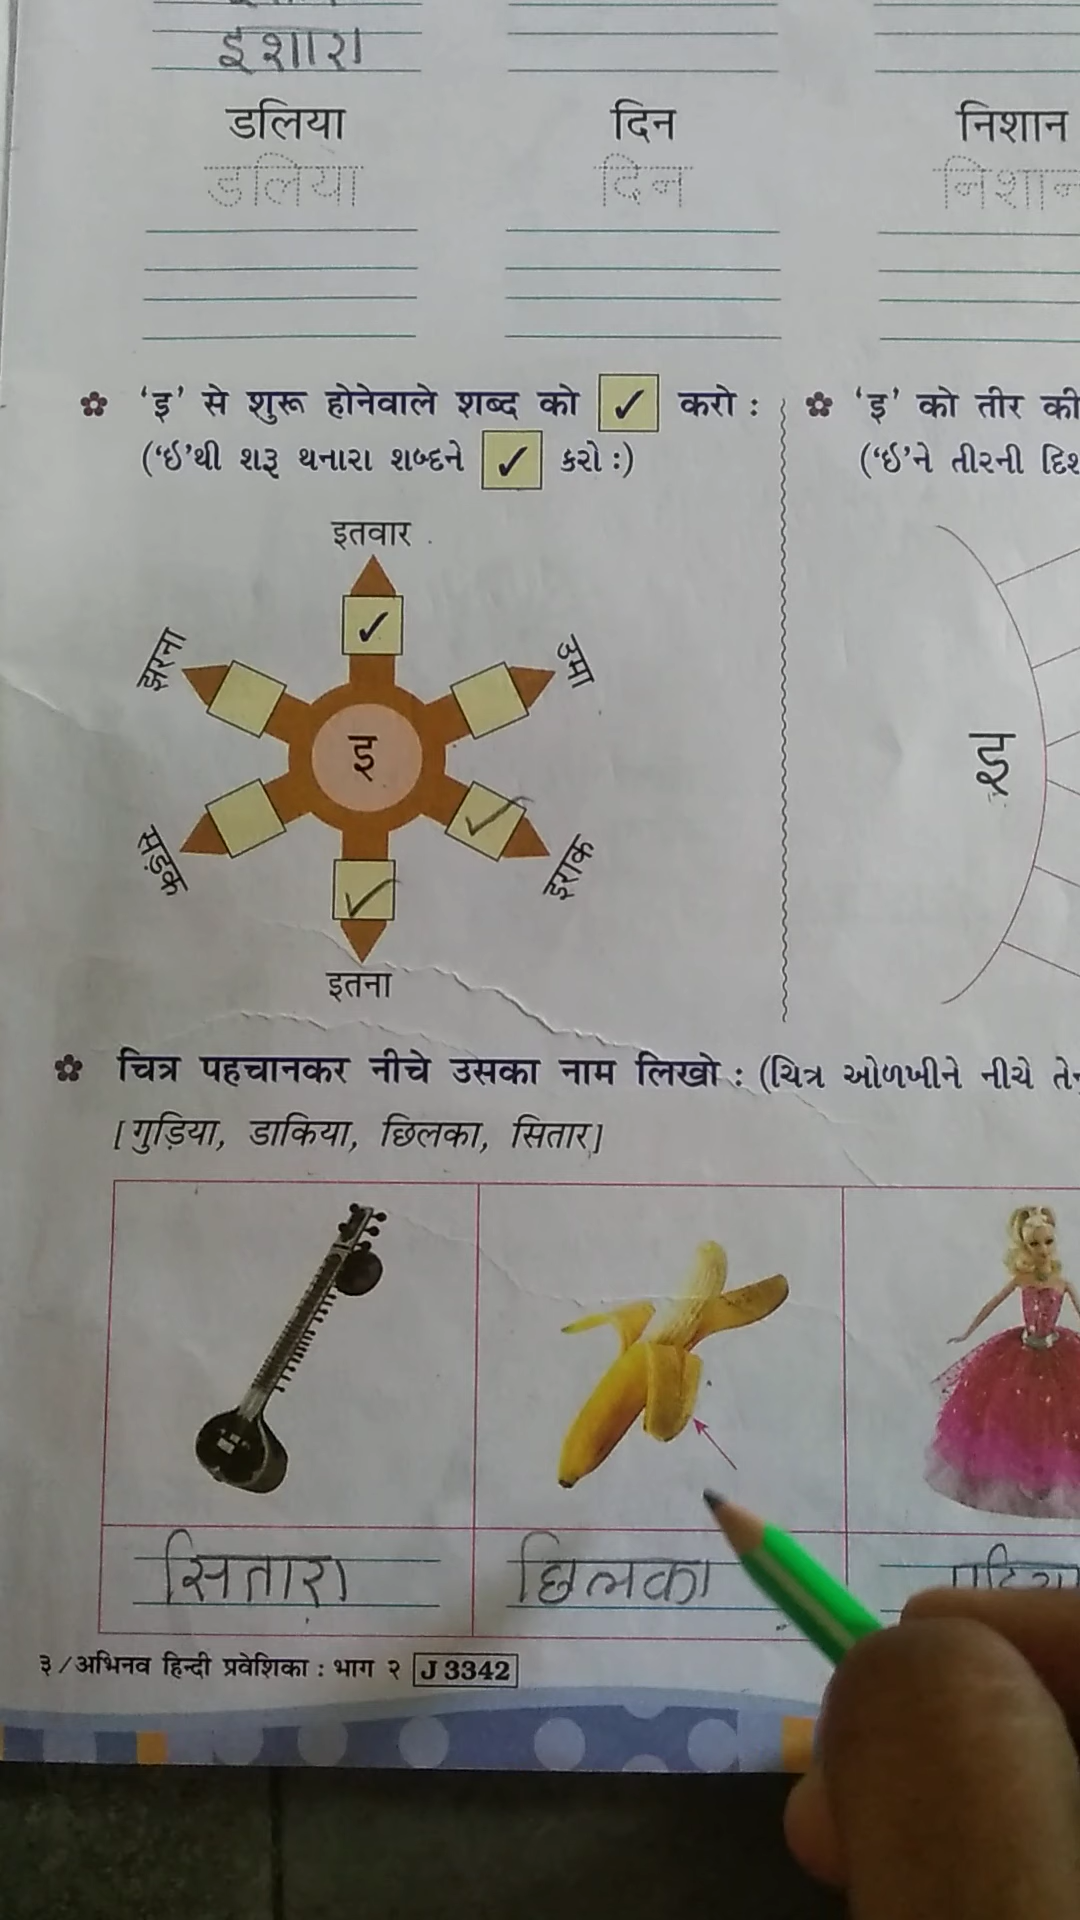 इशारा
डलिया दिन निशान
डलिया दिन निशान
'इ' से शुरू होनेवाले शब्द को ✓ करो :
('ઇ'થી શરૂ થનારા શબ્દને ✓ કરો :)
'इ' को तीर की
('ઇ'ને તીરની
इतवार
झरना
उमा
इ
सड़क
इराक
इतना
इ
चित्र पहचानकर नीचे उसका नाम लिखो : (ચિત્ર ઓળખીને નીચે
[गुड़िया, डाकिया, छिलका, सितार]
सितारा छिलका
३/अभिनव हिन्दी प्रवेशिका : भाग २ J 3342